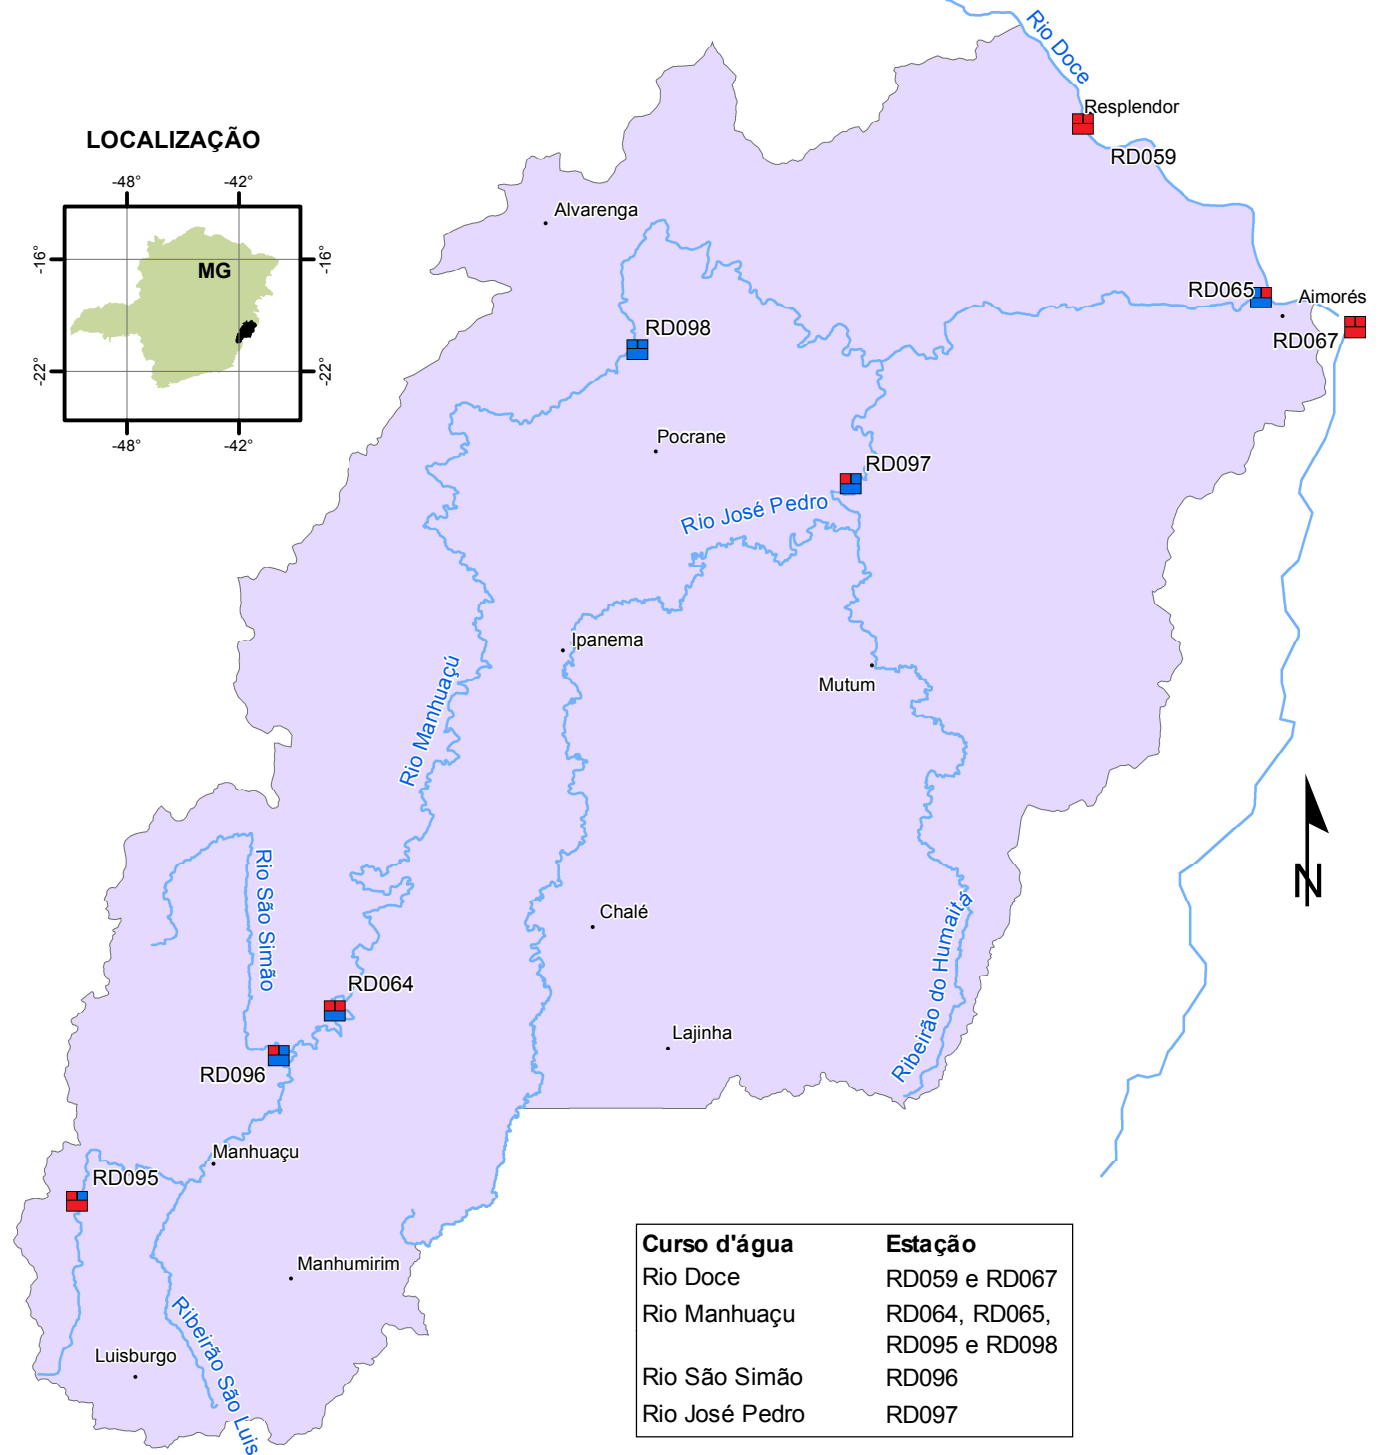 Rio Doce
Resplendor
RD059
LOCALIZAÇÃO
-48°
-42°
-16°
MG
-16°
-22°
-22°
-48°
-42°
Alvarenga
RD065
Aimorés
RD067
RD098
Pocrane
RD097
Rio José Pedro
Ipanema
Mutum
Rio Manhuaçú
Rio São Simão
Chalé
Ribeirão do Humaitá
N
RD064
Lajinha
RD096
Manhuaçu
RD095
Manhumirim
Ribeirão São Luis
Luisburgo
Curso d'água Estação
Rio Doce RD059 e RD067
Rio Manhuaçu RD064, RD065,
RD095 e RD098
Rio São Simão RD096
Rio José Pedro RD097